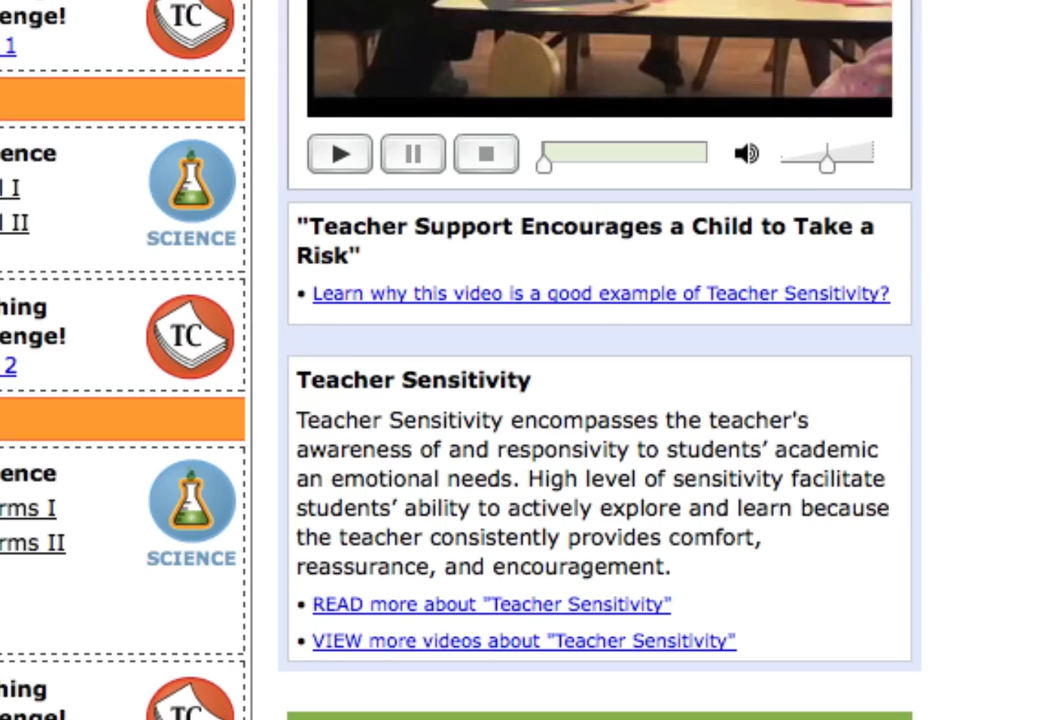 enge!
1
TC
ence
I
II
SCIENCE
hing
enge!
2
TC
ence
rms I
rms II
SCIENCE
hing
enge!
TC
"Teacher Support Encourages a Child to Take a
Risk"
• Learn why this video is a good example of Teacher Sensitivity?
Teacher Sensitivity
Teacher Sensitivity encompasses the teacher's
awareness of and responsivity to students’ academic
an emotional needs. High level of sensitivity facilitate
students’ ability to actively explore and learn because
the teacher consistently provides comfort,
reassurance, and encouragement.
• READ more about "Teacher Sensitivity"
• VIEW more videos about "Teacher Sensitivity"